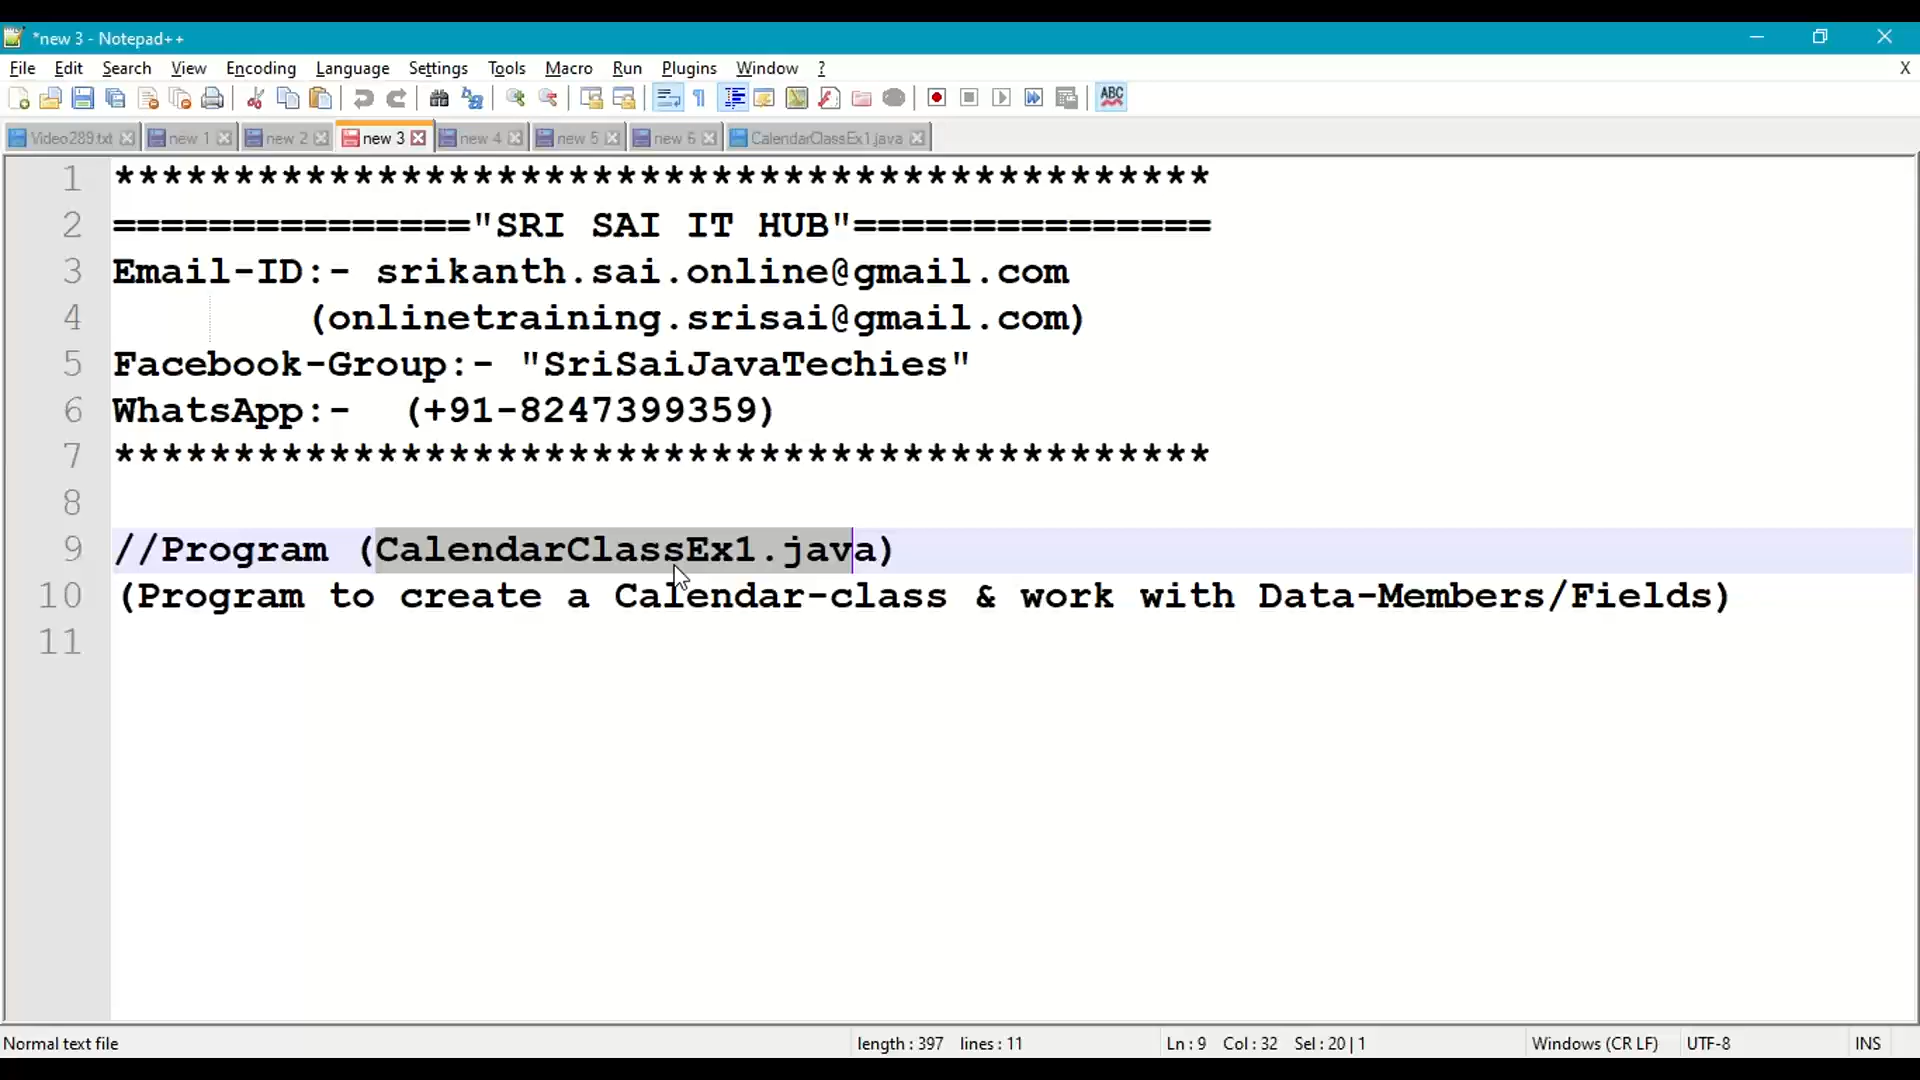 *new 3 - Notepad++
File Edit Search View Encoding Language Settings Tools Macro Run Plugins Window ? X
ABC
Video289.txt new 1 new 2 new 3 new 4 new 5 new 6 CalendarClassEx1.java
1 **********************************************
2 ==============="SRI SAI IT HUB"===============
3 Email-ID:- srikanth.sai.online@gmail.com
4 (onlinetraining.srisai@gmail.com)
5 Facebook-Group:- "SriSaiJavaTechies"
6 WhatsApp:- (+91-8247399359)
7 **********************************************
8
9 //Program (CalendarClassEx1.java)
10 (Program to create a Calendar-class & work with Data-Members/Fields)
11
Normal text file length : 397 lines : 11 Ln : 9 Col : 32 Sel : 20 | 1 Windows (CR LF) UTF-8 INS